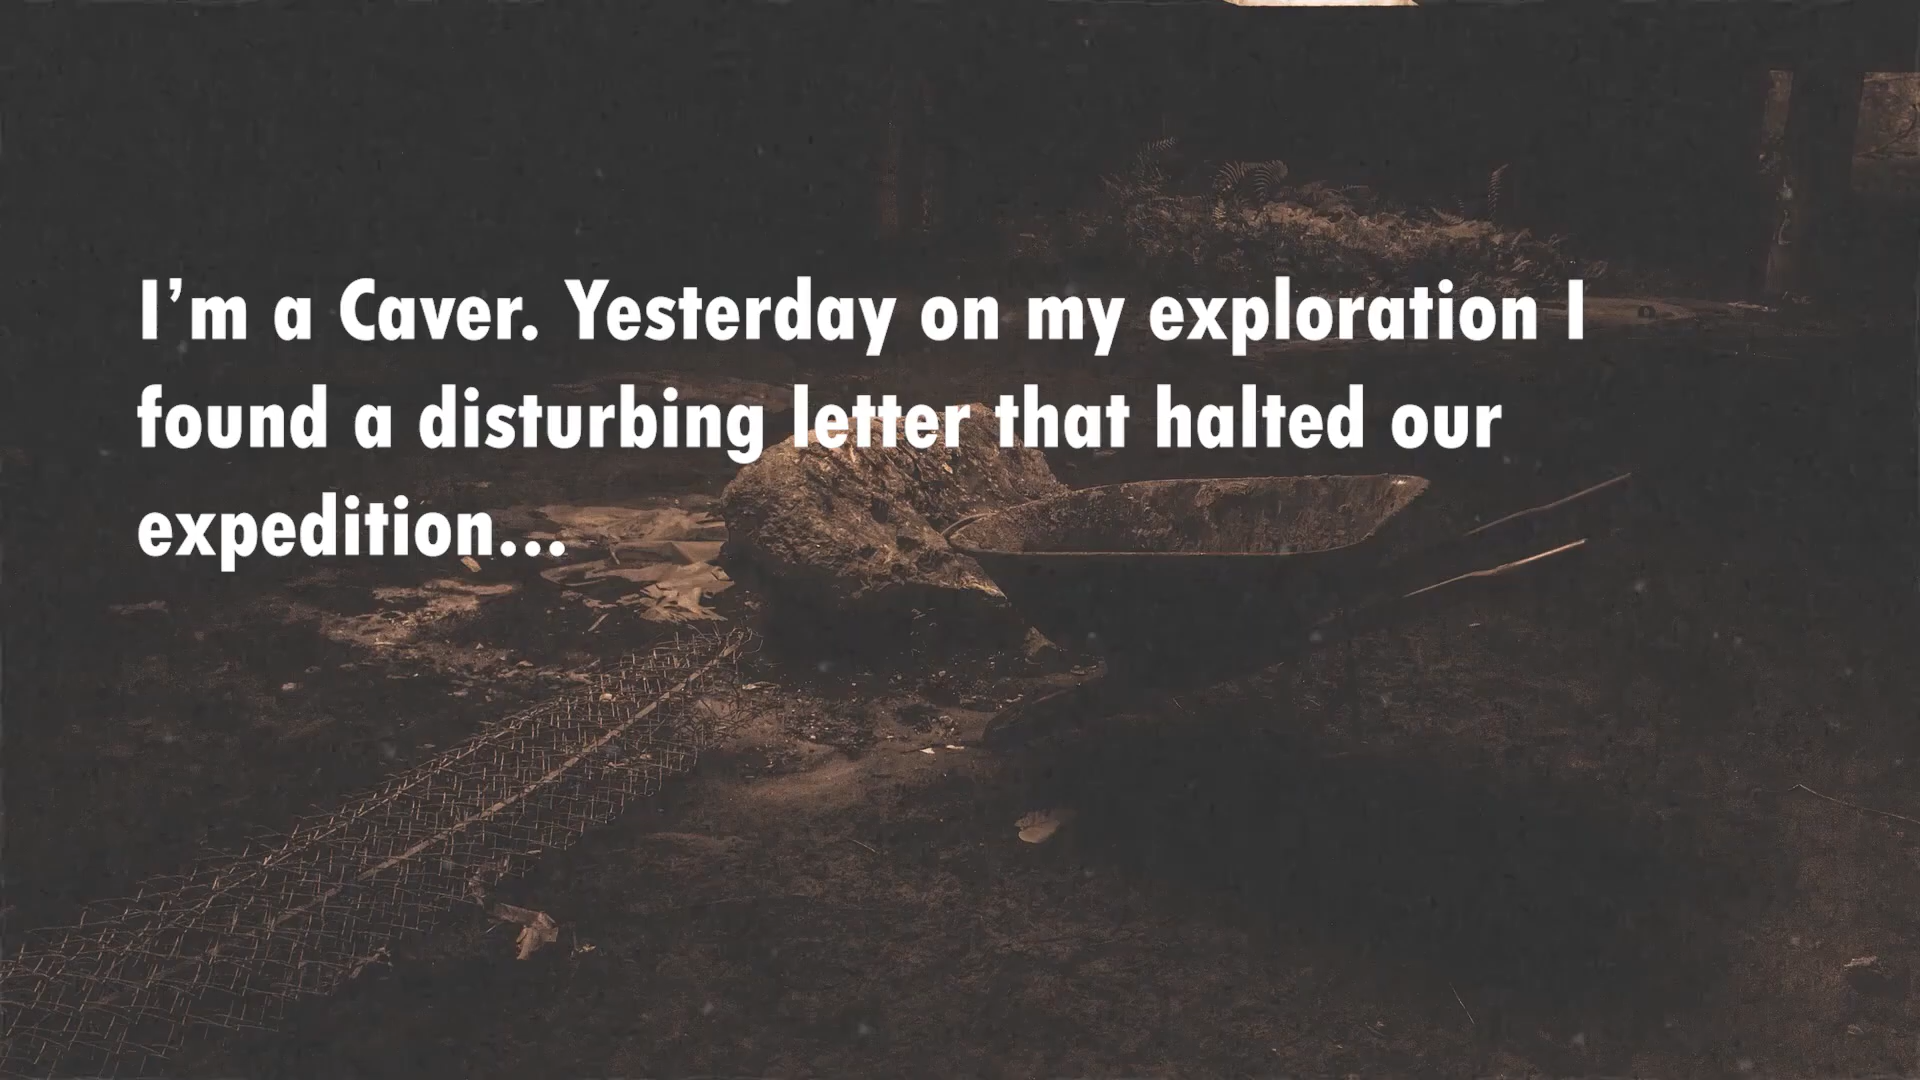 I’m a Caver. Yesterday on my exploration I
found a disturbing letter that halted our
expedition...